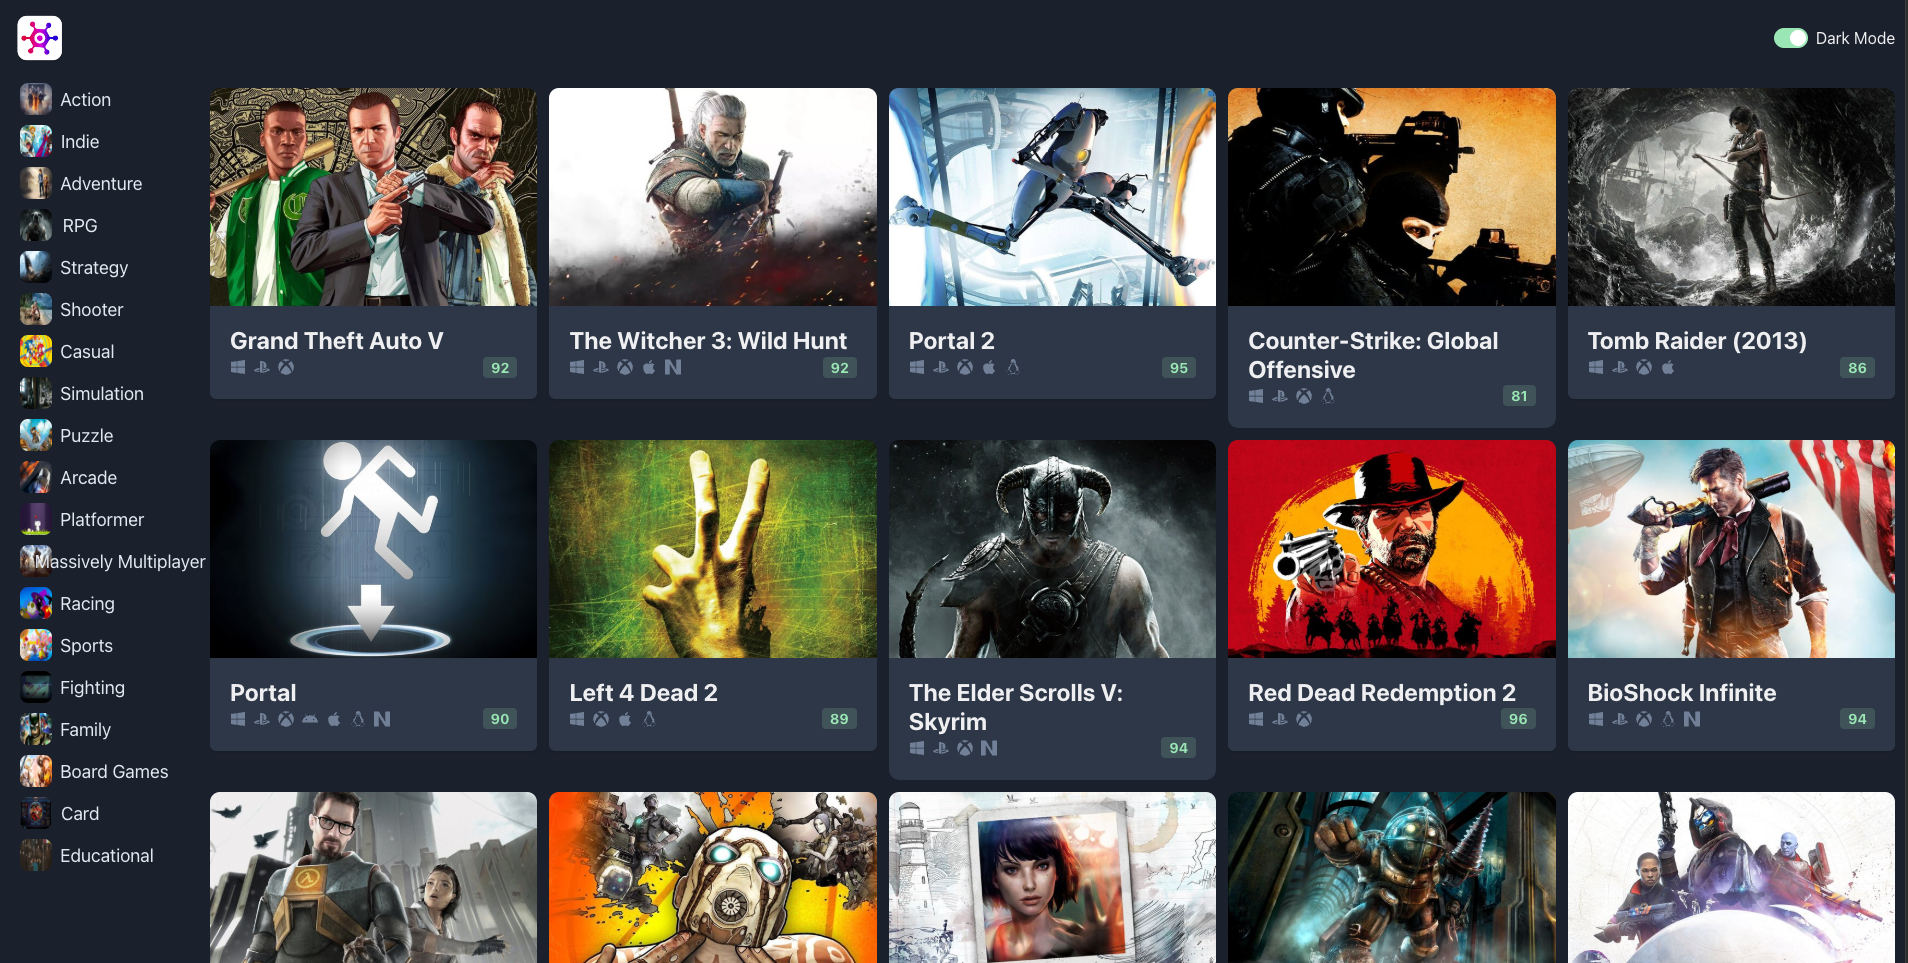 Dark Mode
Action
Indie
Adventure
RPG
Strategy
Shooter
Casual
Simulation
Puzzle
Arcade
Platformer
Massively Multiplayer
Racing
Sports
Fighting
Family
Board Games
Card
Educational
Grand Theft Auto V
92
The Witcher 3: Wild Hunt
92
Portal 2
95
Counter-Strike: Global
Offensive
81
Tomb Raider (2013)
86
Portal
90
Left 4 Dead 2
89
The Elder Scrolls V:
Skyrim
94
Red Dead Redemption 2
96
BioShock Infinite
94